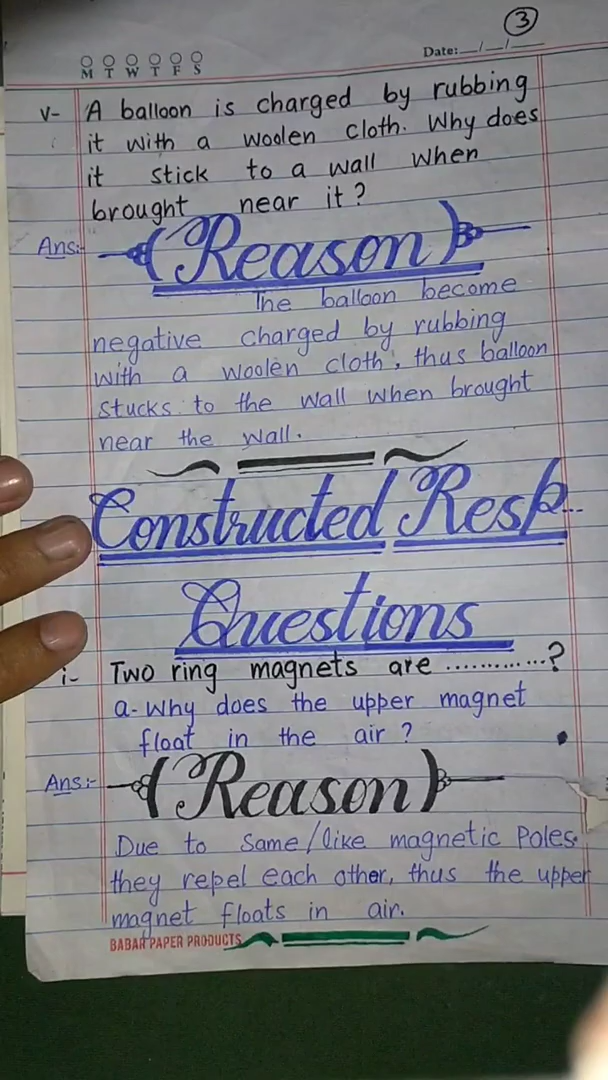 3
M T W T F S
Date:__/__/__
v- A balloon is charged by rubbing
it with a woolen cloth. Why does
it stick to a wall when
brought near it?
Ans:- Reason
The balloon become
negative charged by rubbing
with a woolen cloth, thus balloon
stucks to the wall when brought
near the wall.
Constructed Resp...
Questions
i- Two ring magnets are ............?
a- Why does the upper magnet
float in the air?
Ans:- Reason
Due to Same/like magnetic Poles.
they repel each other, thus the upper
magnet floats in air.
BABAR PAPER PRODUCTS